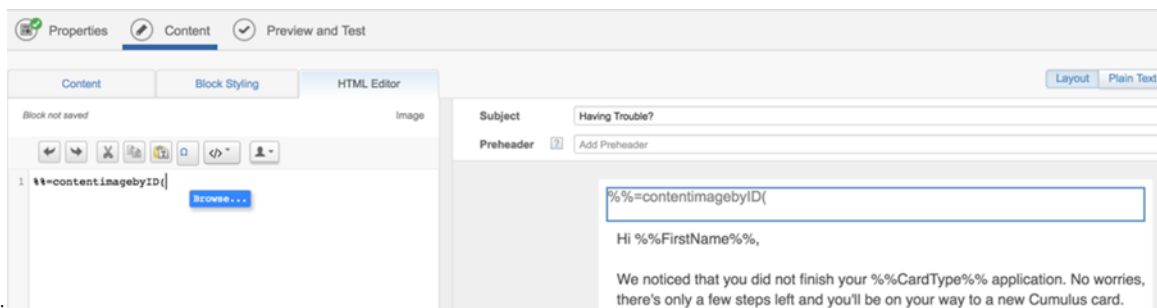 Properties Content Preview and Test
Content Block Styling HTML Editor Layout Plain Text
Block not saved Image
Subject Having Trouble?
Preheader ? Add Preheader
1 %%=contentimagebyID(
Browse...
%%=contentimagebyID(
Hi %%FirstName%%,
We noticed that you did not finish your %%CardType%% application. No worries,
there's only a few steps left and you'll be on your way to a new Cumulus card.